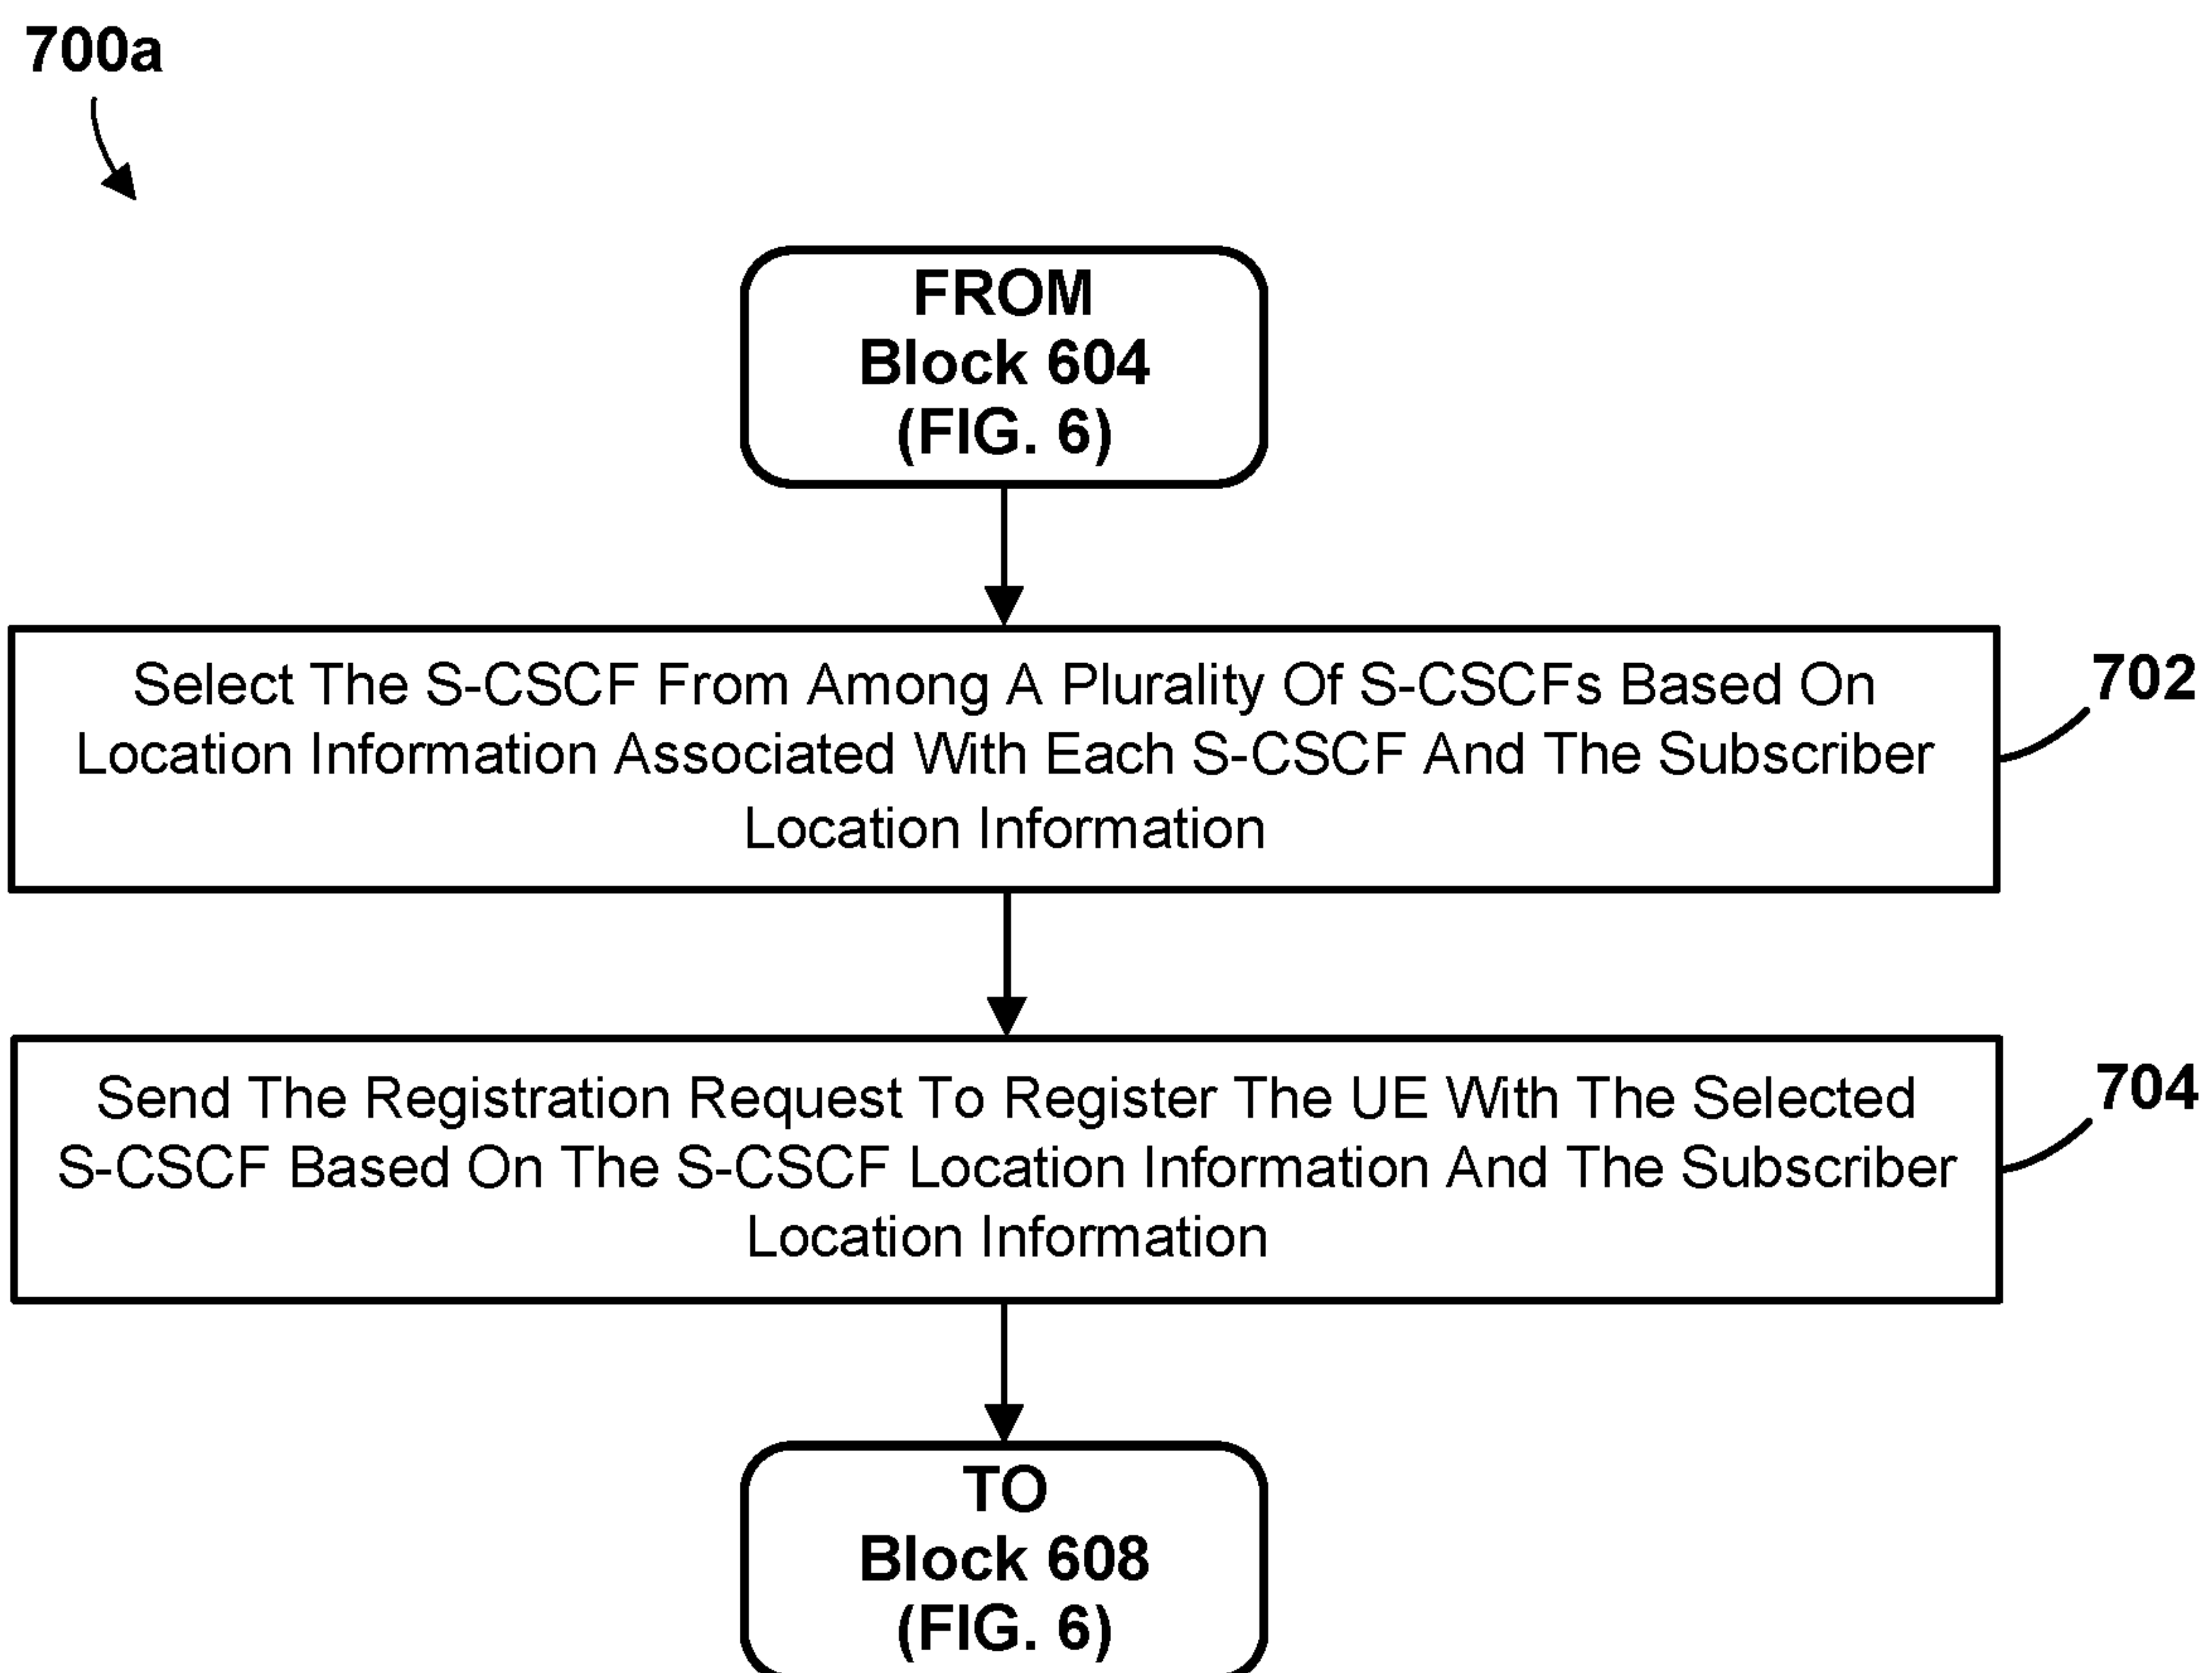 700a
FROM
Block 604
(FIG. 6)
Select The S-CSCF From Among A Plurality Of S-CSCFs Based On
Location Information Associated With Each S-CSCF And The Subscriber
Location Information
702
Send The Registration Request To Register The UE With The Selected
S-CSCF Based On The S-CSCF Location Information And The Subscriber
Location Information
704
TO
Block 608
(FIG. 6)